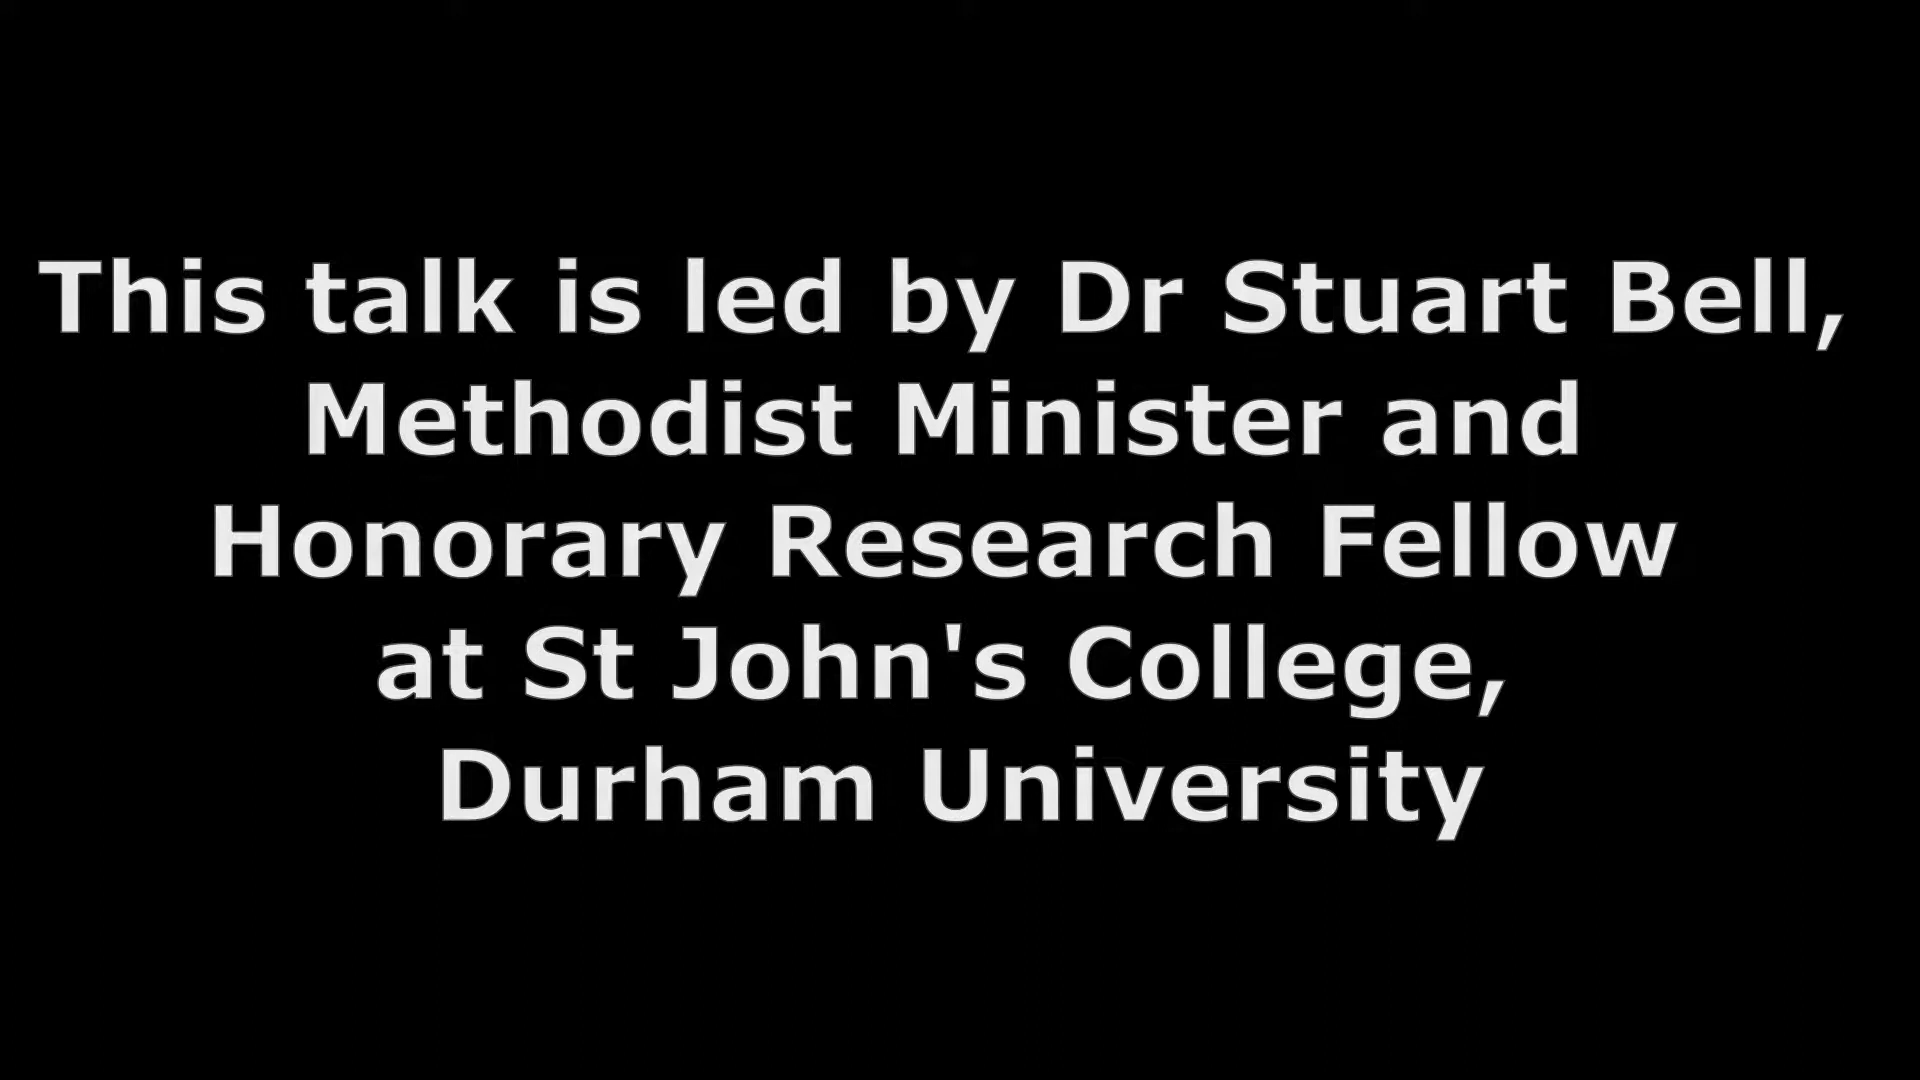 This talk is led by Dr Stuart Bell,
Methodist Minister and
Honorary Research Fellow
at St John's College,
Durham University